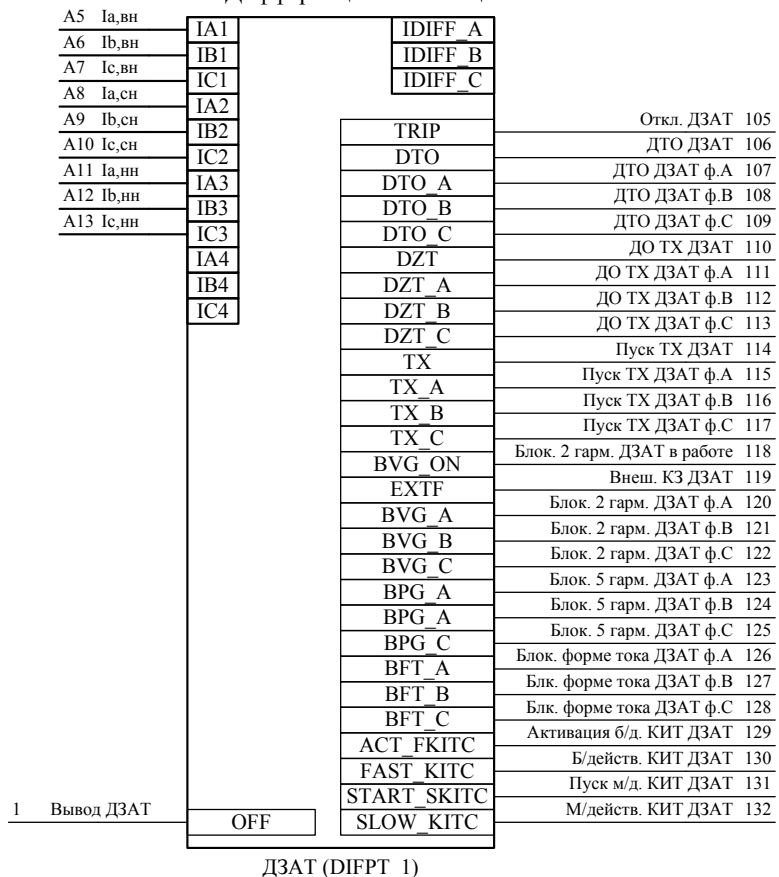 A5 Ia,вн IA1
A6 Ib,вн IB1
A7 Ic,вн IC1
A8 Ia,сн IA2
A9 Ib,сн IB2
A10 Ic,сн IC2
A11 Ia,нн IA3
A12 Ib,нн IB3
A13 Ic,нн IC3
IA4
IB4
IC4
IDIFF_A
IDIFF_B
IDIFF_C
TRIP Откл. ДЗАТ 105
DTO ДТО ДЗАТ 106
DTO_A ДТО ДЗАТ ф.А 107
DTO_B ДТО ДЗАТ ф.В 108
DTO_C ДТО ДЗАТ ф.С 109
DZT ДО ТХ ДЗАТ 110
DZT_A ДО ТХ ДЗАТ ф.А 111
DZT_B ДО ТХ ДЗАТ ф.В 112
DZT_C ДО ТХ ДЗАТ ф.С 113
TX Пуск ТХ ДЗАТ 114
TX_A Пуск ТХ ДЗАТ ф.А 115
TX_B Пуск ТХ ДЗАТ ф.В 116
TX_C Пуск ТХ ДЗАТ ф.С 117
BVG_ON Блок. 2 гарм. ДЗАТ в работе 118
EXTF Внеш. КЗ ДЗАТ 119
BVG_A Блок. 2 гарм. ДЗАТ ф.А 120
BVG_B Блок. 2 гарм. ДЗАТ ф.В 121
BVG_C Блок. 2 гарм. ДЗАТ ф.С 122
BPG_A Блок. 5 гарм. ДЗАТ ф.А 123
BPG_A Блок. 5 гарм. ДЗАТ ф.В 124
BPG_C Блок. 5 гарм. ДЗАТ ф.С 125
BFT_A Блок. форме тока ДЗАТ ф.А 126
BFT_B Блк. форме тока ДЗАТ ф.В 127
BFT_C Блк. форме тока ДЗАТ ф.С 128
ACT_FKITC Активация б/д. КИТ ДЗАТ 129
FAST_KITC Б/действ. КИТ ДЗАТ 130
START_SKITC Пуск м/д. КИТ ДЗАТ 131
SLOW_KITC М/действ. КИТ ДЗАТ 132
1 Вывод ДЗАТ OFF
ДЗАТ (DIFPT_1)